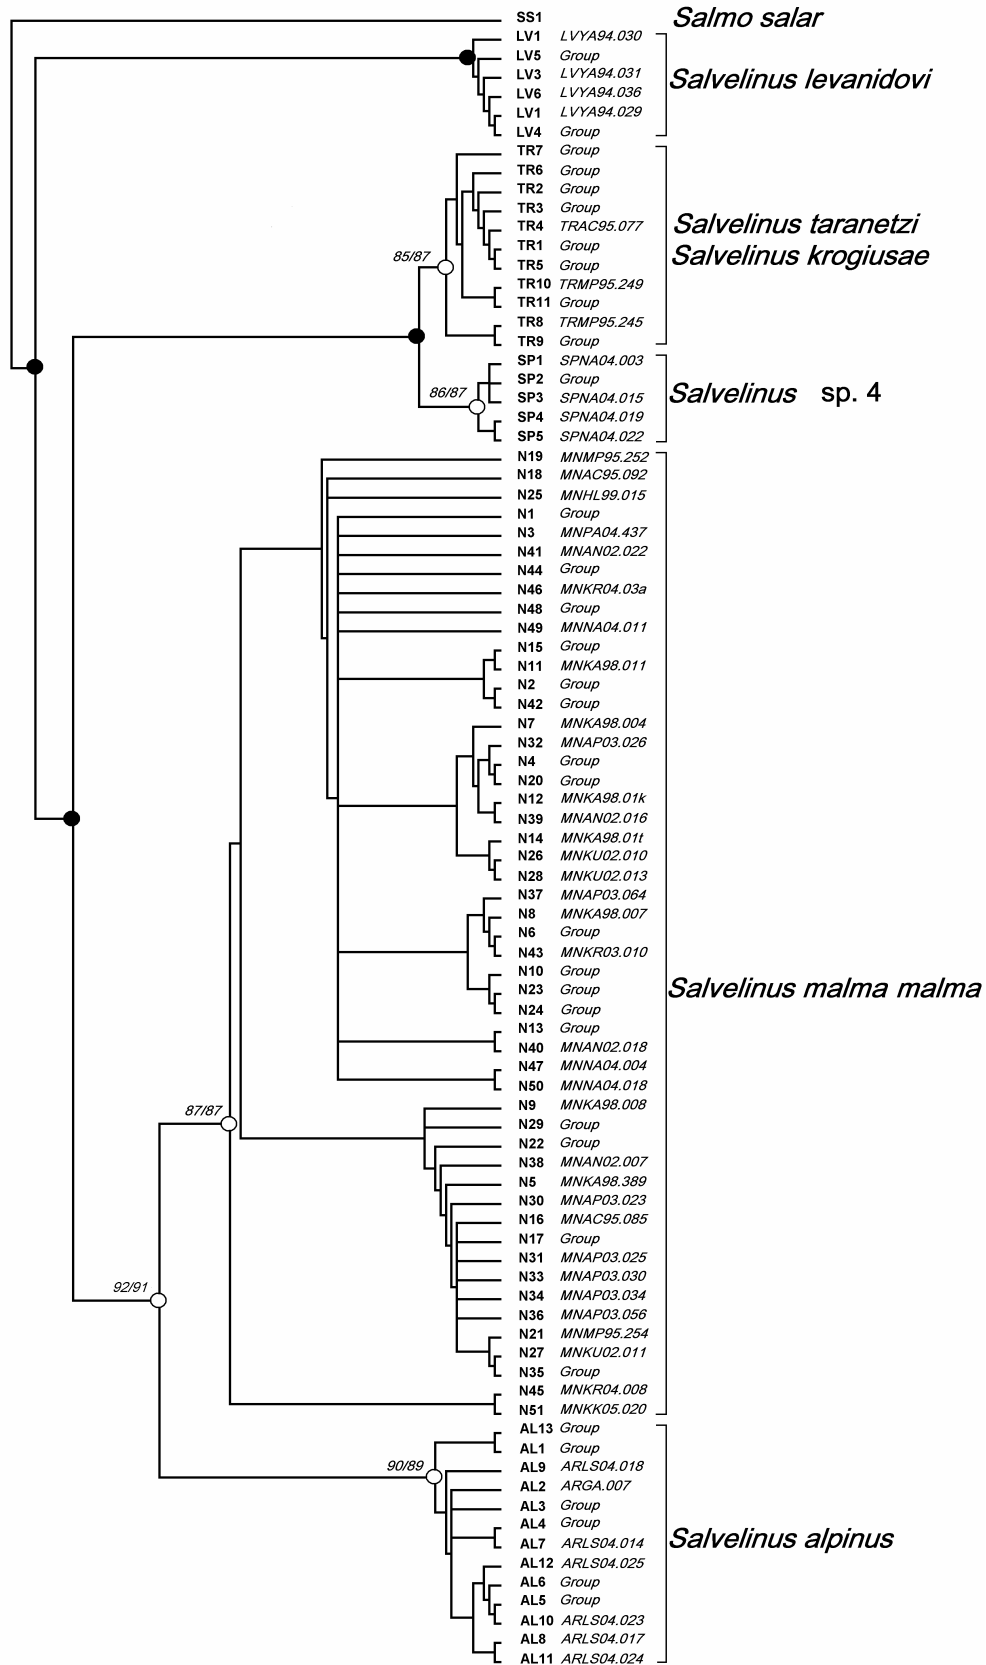 SS1
Salmo salar
LV1 LVYA94.030
LV5 Group
LV3 LVYA94.031
LV6 LVYA94.036
LV1 LVYA94.029
LV4 Group
Salvelinus levanidovi
TR7 Group
TR6 Group
TR2 Group
TR3 Group
TR4 TRAC95.077
TR1 Group
TR5 Group
TR10 TRMP95.249
TR11 Group
TR8 TRMP95.245
TR9 Group
Salvelinus taranetzi
Salvelinus krogiusae
85/87
SP1 SPNA04.003
SP2 Group
SP3 SPNA04.015
SP4 SPNA04.019
SP5 SPNA04.022
Salvelinus sp. 4
86/87
N19 MNMP95.252
N18 MNAC95.092
N25 MNHL99.015
N1 Group
N3 MNPA04.437
N41 MNAN02.022
N44 Group
N46 MNKR04.03a
N48 Group
N49 MNNA04.011
N15 Group
N11 MNKA98.011
N2 Group
N42 Group
N7 MNKA98.004
N32 MNAP03.026
N4 Group
N20 Group
N12 MNKA98.01k
N39 MNAN02.016
N14 MNKA98.01t
N26 MNKU02.010
N28 MNKU02.013
N37 MNAP03.064
N8 MNKA98.007
N6 Group
N43 MNKR03.010
N10 Group
N23 Group
N24 Group
N13 Group
N40 MNAN02.018
N47 MNNA04.004
N50 MNNA04.018
N9 MNKA98.008
N29 Group
N22 Group
N38 MNAN02.007
N5 MNKA98.389
N30 MNAP03.023
N16 MNAC95.085
N17 Group
N31 MNAP03.025
N33 MNAP03.030
N34 MNAP03.034
N36 MNAP03.056
N21 MNMP95.254
N27 MNKU02.011
N35 Group
N45 MNKR04.008
N51 MNKK05.020
Salvelinus malma malma
87/87
92/91
AL13 Group
AL1 Group
AL9 ARLS04.018
AL2 ARGA.007
AL3 Group
AL4 Group
AL7 ARLS04.014
AL12 ARLS04.025
AL6 Group
AL5 Group
AL10 ARLS04.023
AL8 ARLS04.017
AL11 ARLS04.024
Salvelinus alpinus
90/89